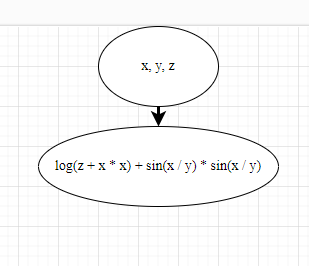 x, y, z
log(z + x * x) + sin(x / y) * sin(x / y)